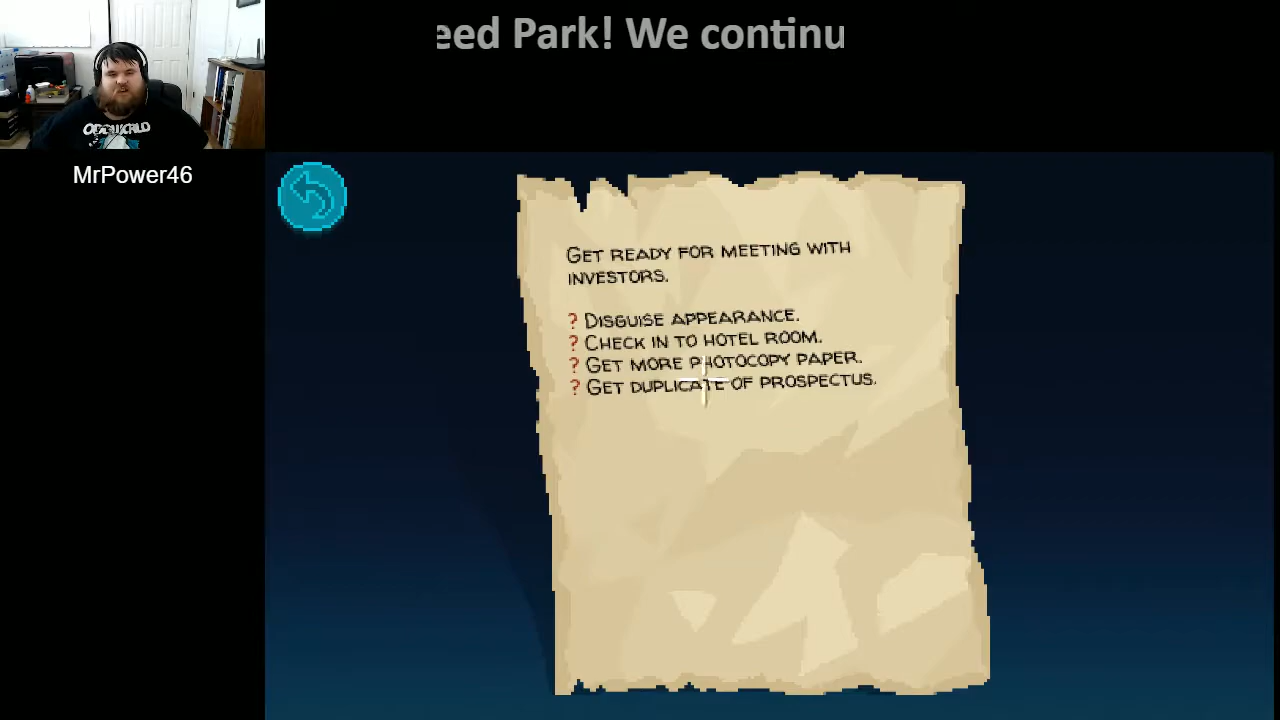 eed Park! We continu
ODDWORLD
MrPower46
GET READY FOR MEETING WITH
INVESTORS.
? DISGUISE APPEARANCE.
? CHECK IN TO HOTEL ROOM.
? GET MORE PHOTOCOPY PAPER.
? GET DUPLICATE OF PROSPECTUS.